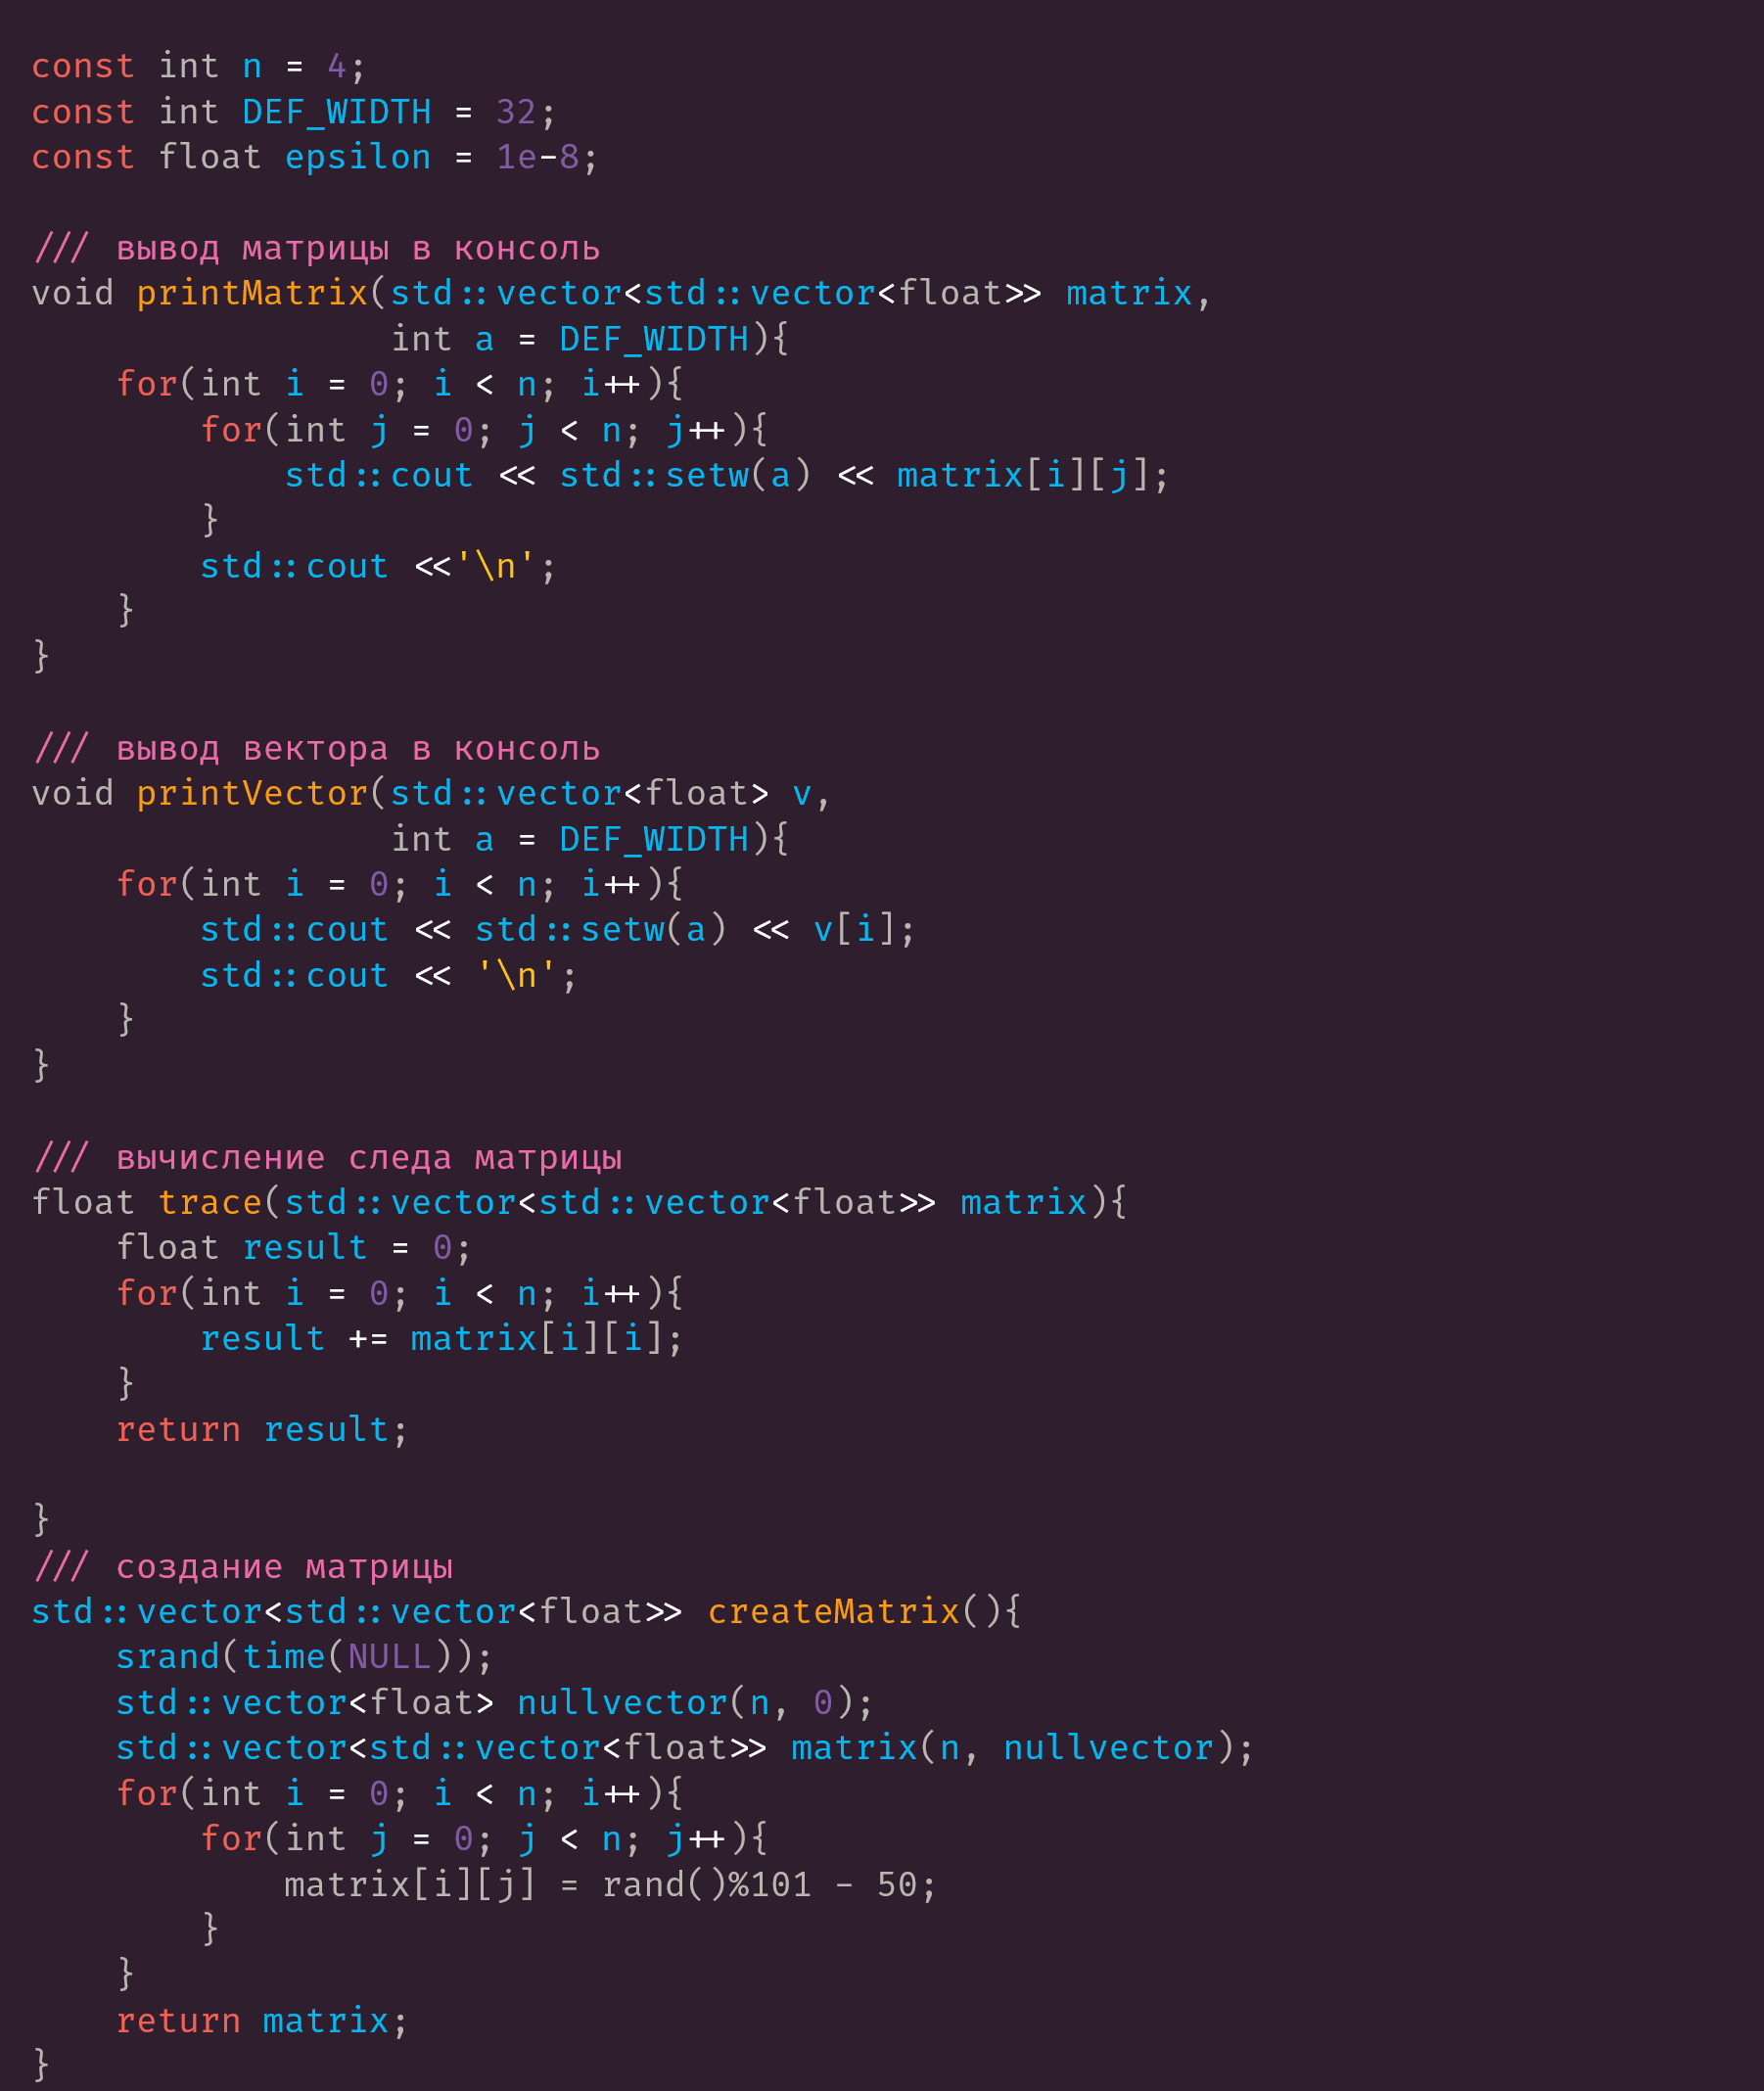 const int n = 4;
const int DEF_WIDTH = 32;
const float epsilon = 1e-8;

/// вывод матрицы в консоль
void printMatrix(std::vector<std::vector<float>> matrix,
                 int a = DEF_WIDTH){
    for(int i = 0; i < n; i++){
        for(int j = 0; j < n; j++){
            std::cout << std::setw(a) << matrix[i][j];
        }
        std::cout <<'\n';
    }
}

/// вывод вектора в консоль
void printVector(std::vector<float> v,
                 int a = DEF_WIDTH){
    for(int i = 0; i < n; i++){
        std::cout << std::setw(a) << v[i];
        std::cout << '\n';
    }
}

/// вычисление следа матрицы
float trace(std::vector<std::vector<float>> matrix){
    float result = 0;
    for(int i = 0; i < n; i++){
        result += matrix[i][i];
    }
    return result;

}
/// создание матрицы
std::vector<std::vector<float>> createMatrix(){
    srand(time(NULL));
    std::vector<float> nullvector(n, 0);
    std::vector<std::vector<float>> matrix(n, nullvector);
    for(int i = 0; i < n; i++){
        for(int j = 0; j < n; j++){
            matrix[i][j] = rand()%101 - 50;
        }
    }
    return matrix;
}